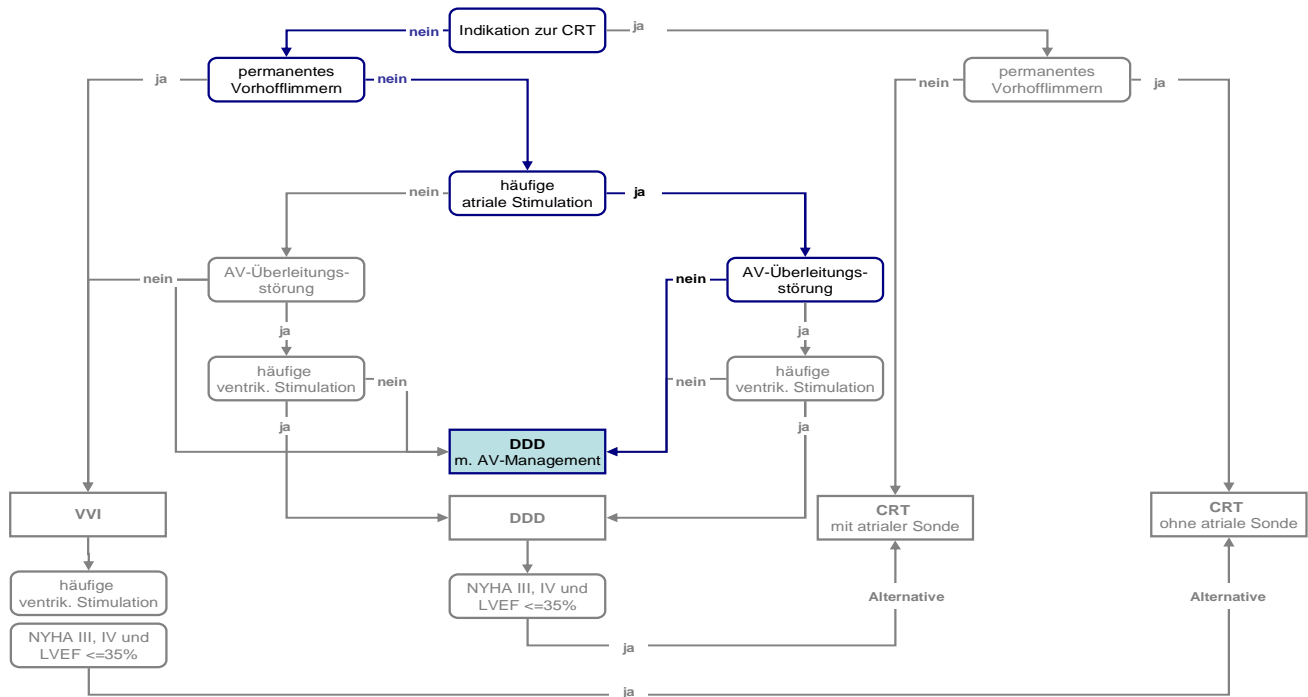 Indikation zur CRT
nein
ja
permanentes
Vorhofflimmern
ja
nein
permanentes
Vorhofflimmern
nein
ja
häufige
atriale Stimulation
nein
ja
AV-Überleitungs-
störung
nein
ja
AV-Überleitungs-
störung
nein
ja
häufige
ventrik. Stimulation
nein
ja
häufige
ventrik. Stimulation
nein
ja
DDD
m. AV-Management
VVI
DDD
CRT
mit atrialer Sonde
CRT
ohne atriale Sonde
häufige
ventrik. Stimulation
NYHA III, IV und
LVEF <=35%
NYHA III, IV und
LVEF <=35%
Alternative
Alternative
ja
ja